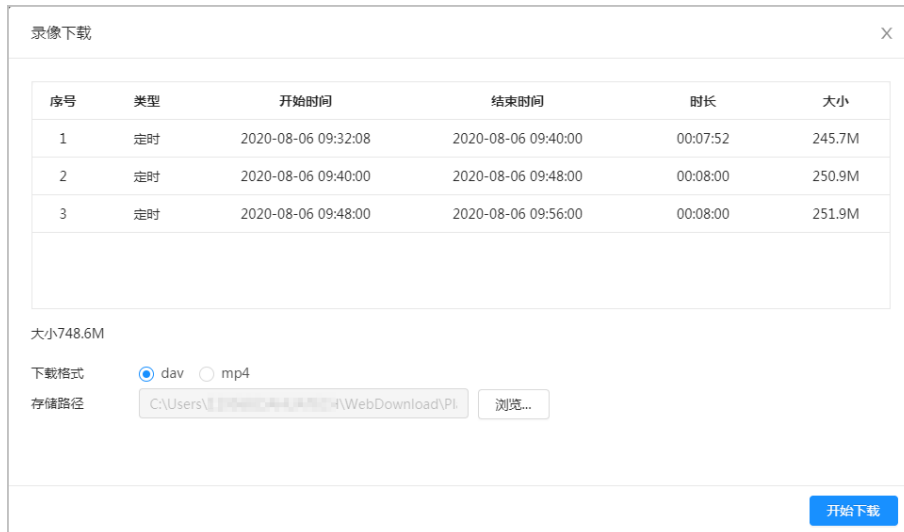 录像下载
序号 类型 开始时间 结束时间 时长 大小
1 定时 2020-08-06 09:32:08 2020-08-06 09:40:00 00:07:52 245.7M
2 定时 2020-08-06 09:40:00 2020-08-06 09:48:00 00:08:00 250.9M
3 定时 2020-08-06 09:48:00 2020-08-06 09:56:00 00:08:00 251.9M
大小748.6M
下载格式 dav mp4
存储路径 C:\Users\ \WebDownload\Pl 浏览...
开始下载